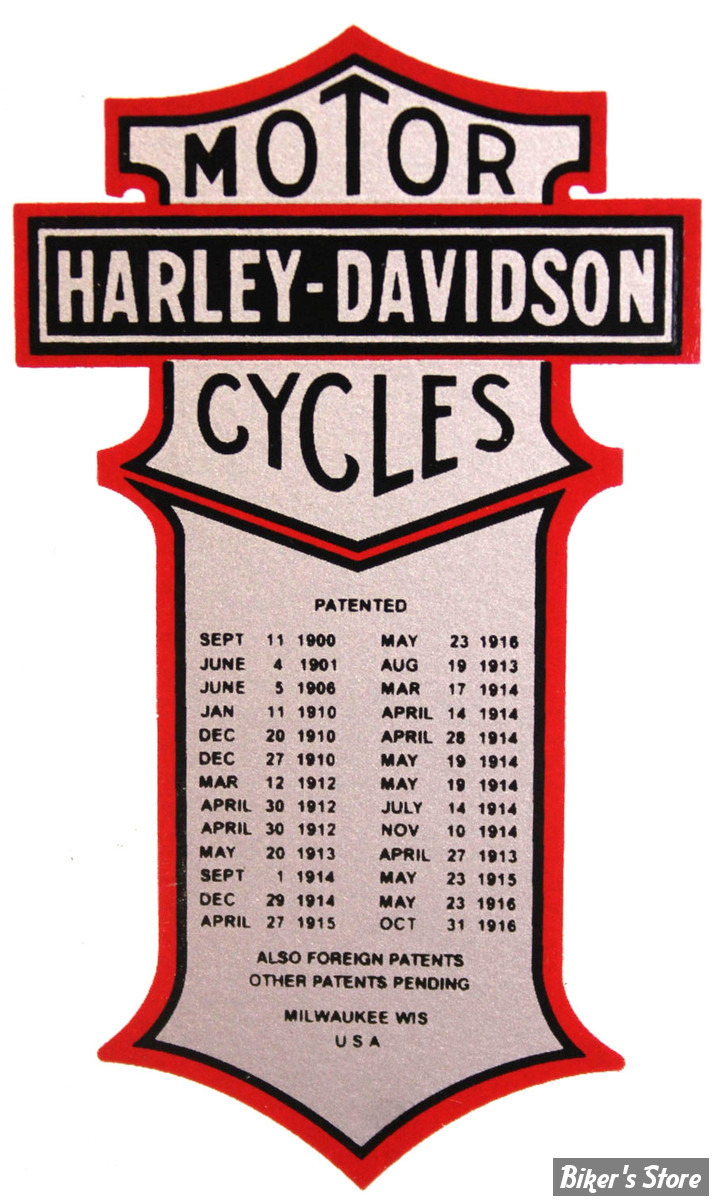 MOTOR
HARLEY-DAVIDSON
CYCLES
PATENTED
SEPT 11 1900 MAY 23 1916
JUNE 4 1901 AUG 19 1913
JUNE 5 1906 MAR 17 1914
JAN 11 1910 APRIL 14 1914
DEC 20 1910 APRIL 28 1914
DEC 27 1910 MAY 19 1914
MAR 12 1912 MAY 19 1914
APRIL 30 1912 JULY 14 1914
APRIL 30 1912 NOV 10 1914
MAY 20 1913 APRIL 27 1913
SEPT 1 1914 MAY 23 1915
DEC 29 1914 MAY 23 1916
APRIL 27 1915 OCT 31 1916
ALSO FOREIGN PATENTS
OTHER PATENTS PENDING
MILWAUKEE WIS
U S A
Biker's Store